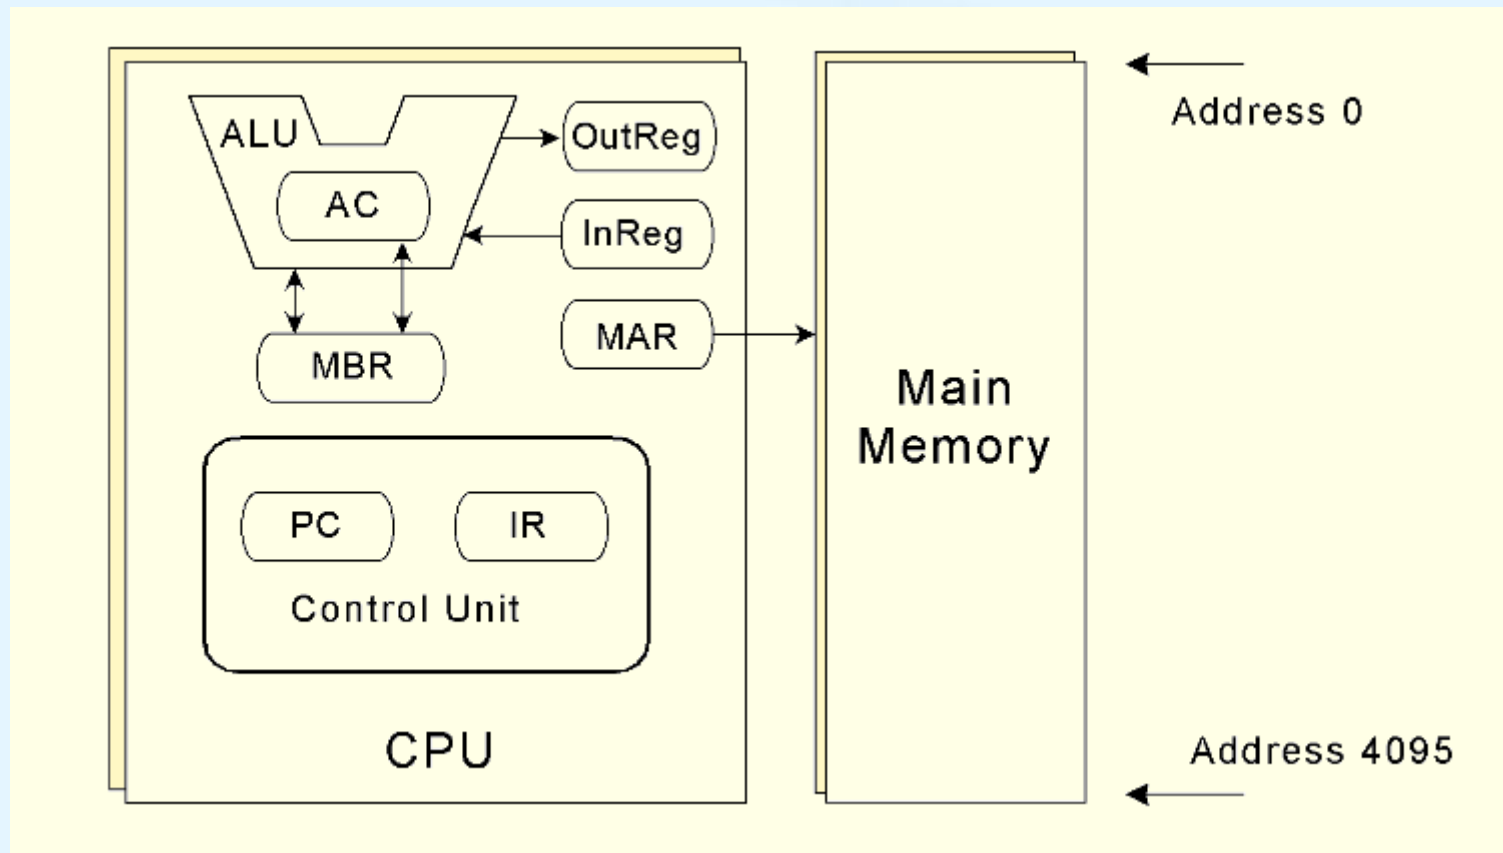 ALU
OutReg
AC
InReg
MBR
MAR
PC
IR
Control Unit
CPU
Main
Memory
Address 0
Address 4095